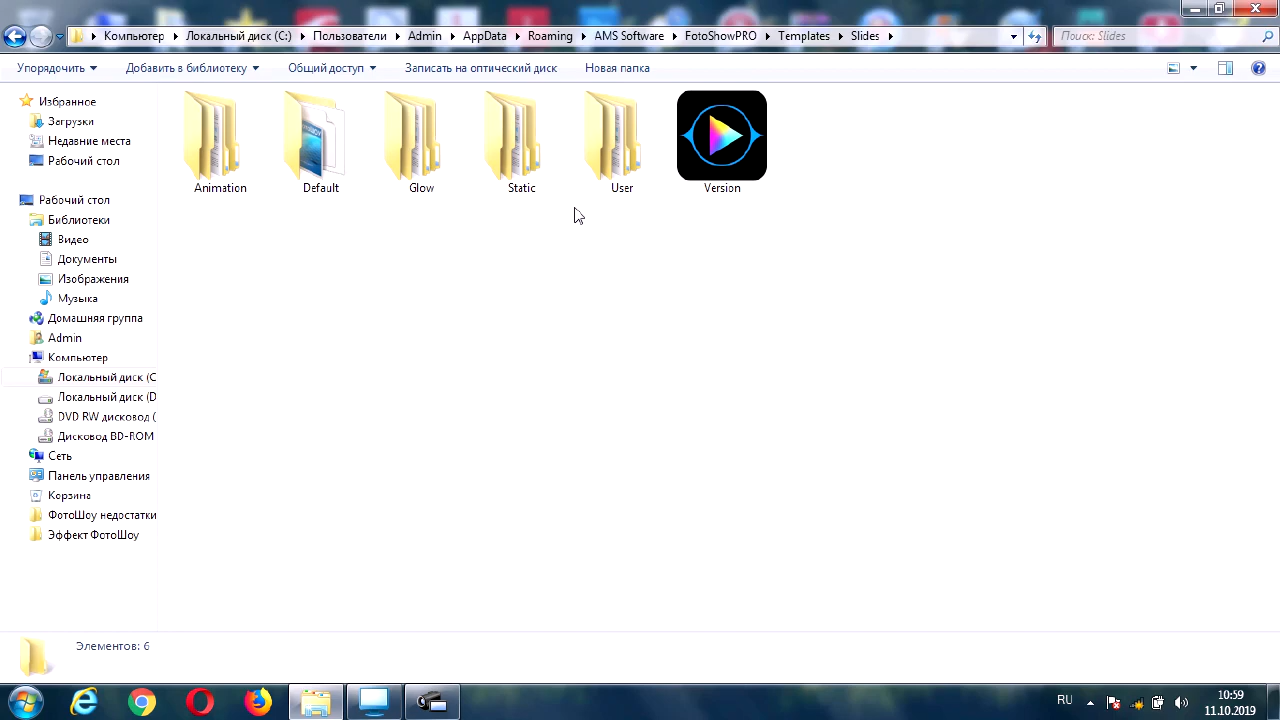 Компьютер Локальный диск (C:) Пользователи Admin AppData Roaming AMS Software FotoShowPRO Templates Slides Поиск: Slides
Упорядочить Добавить в библиотеку Общий доступ Записать на оптический диск Новая папка
Избранное
Загрузки
Недавние места
Рабочий стол
Рабочий стол
Библиотеки
Видео
Документы
Изображения
Музыка
Домашняя группа
Admin
Компьютер
Локальный диск (C
Локальный диск (D
DVD RW дисковод (
Дисковод BD-ROM
Сеть
Панель управления
Корзина
ФотоШоу недостатки
Эффект ФотоШоу
Animation Default Glow Static User Version
Элементов: 6
RU 10:59
11.10.2019